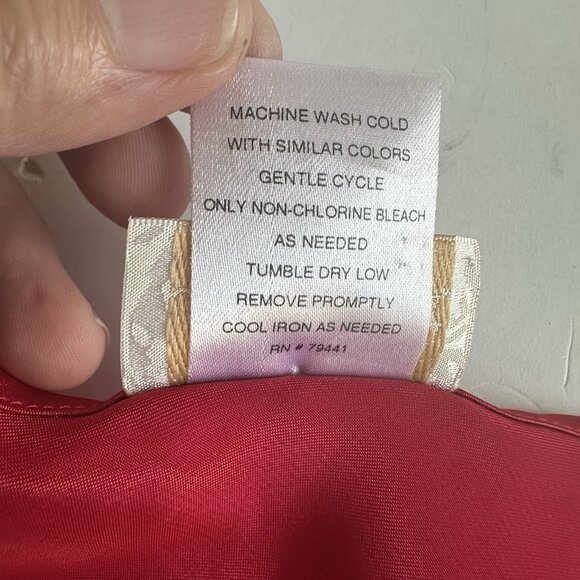 MACHINE WASH COLD
WITH SIMILAR COLORS
GENTLE CYCLE
ONLY NON-CHLORINE BLEACH
AS NEEDED
TUMBLE DRY LOW
REMOVE PROMPTLY
COOL IRON AS NEEDED
RN # 79441